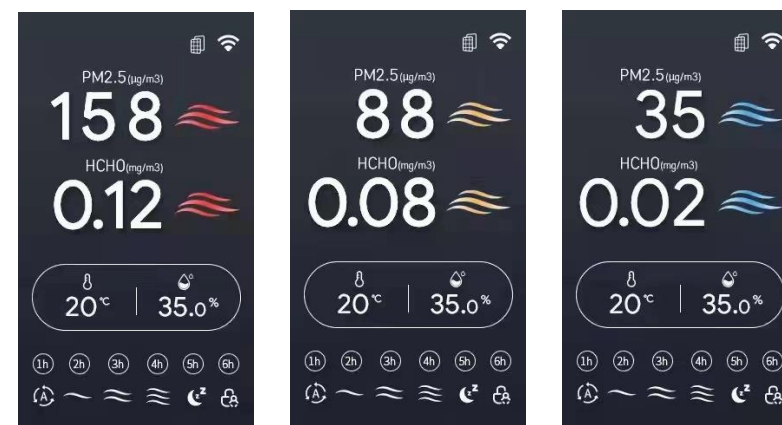 PM2.5(μg/m3)
158
HCHO(mg/m3)
0.12
20°C 35.0%
1h 2h 3h 4h 5h 6h
A z z
PM2.5(μg/m3)
88
HCHO(mg/m3)
0.08
20°C 35.0%
1h 2h 3h 4h 5h 6h
A z z
PM2.5(μg/m3)
35
HCHO(mg/m3)
0.02
20°C 35.0%
1h 2h 3h 4h 5h 6h
A z z